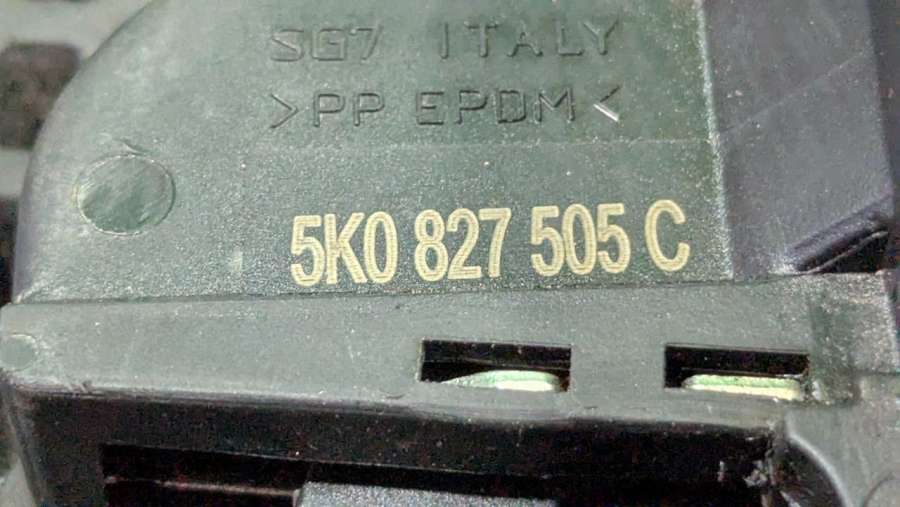 SG7 ITALY
>PP EPDM<
5K0 827 505 C